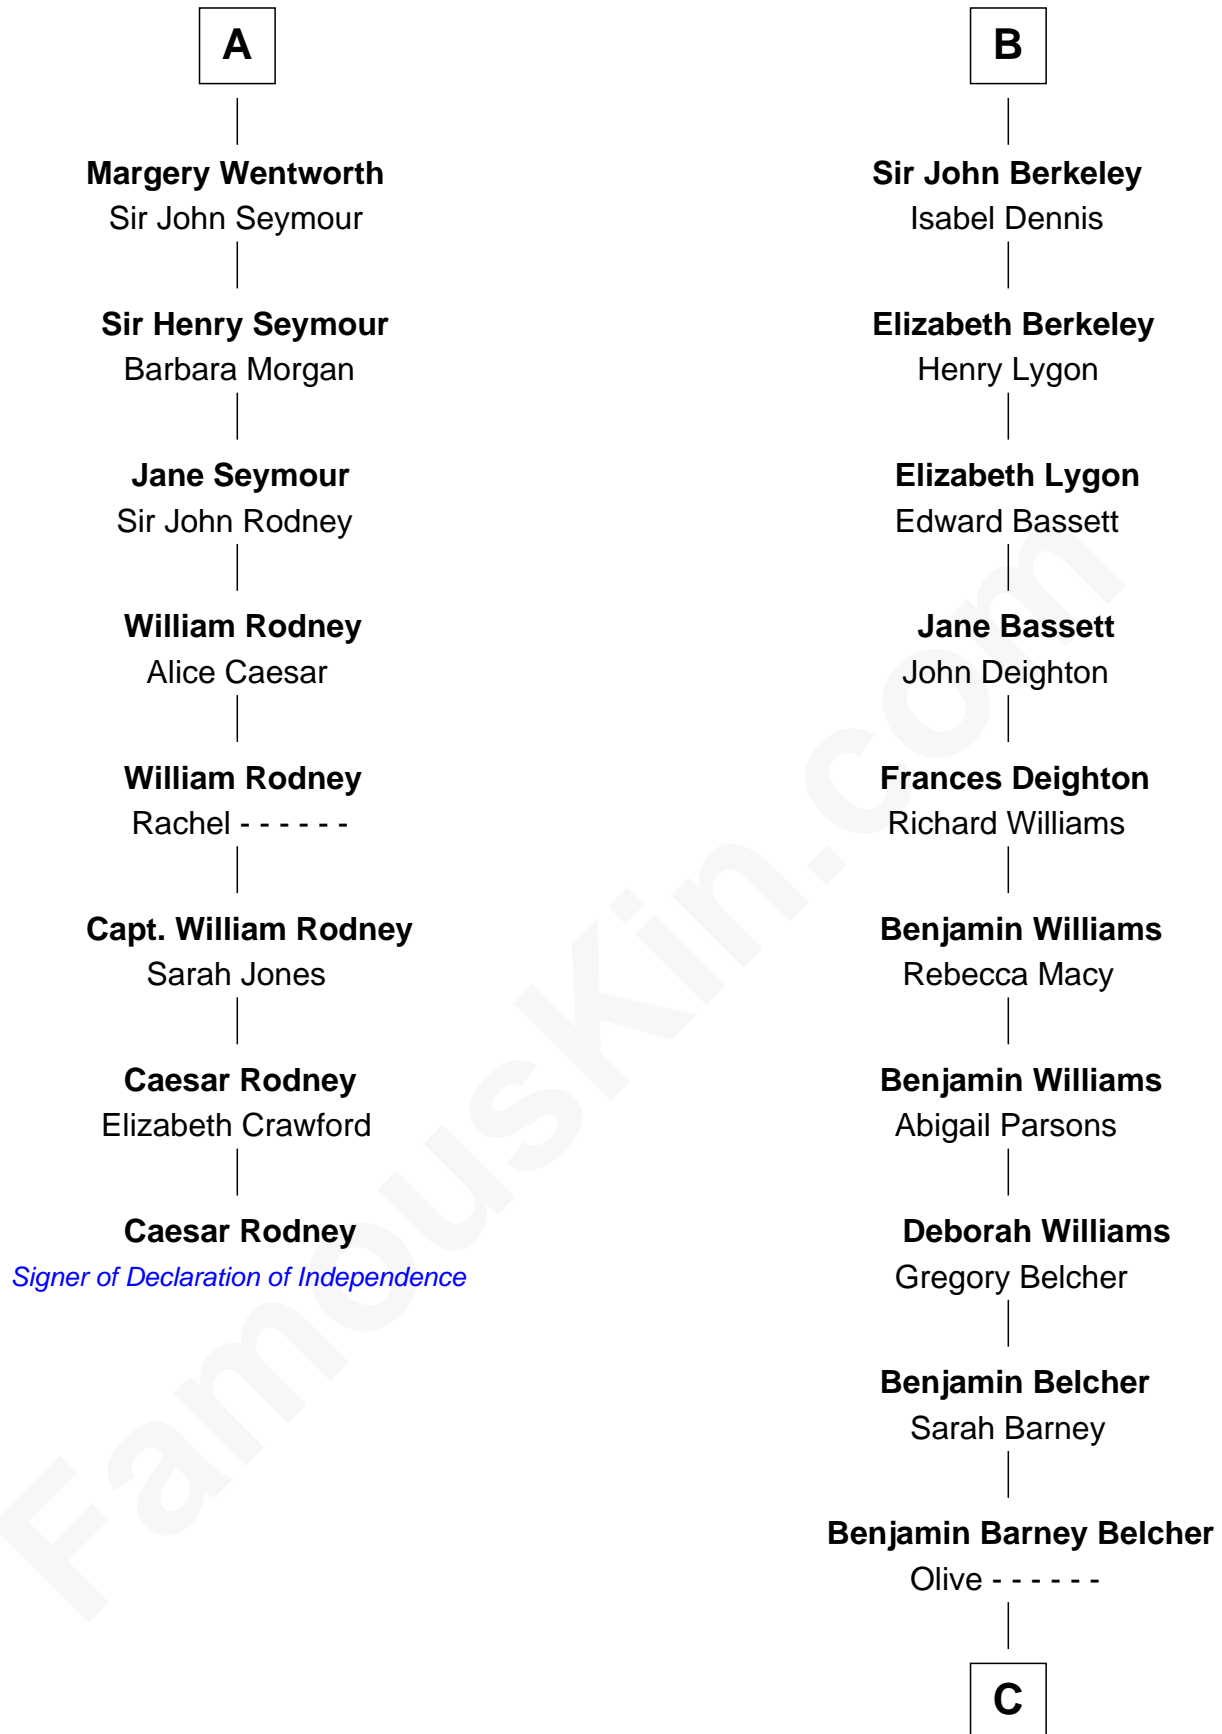 A
Margery Wentworth
Sir John Seymour
Sir Henry Seymour
Barbara Morgan
Jane Seymour
Sir John Rodney
William Rodney
Alice Caesar
William Rodney
Rachel - - - - - -
Capt. William Rodney
Sarah Jones
Caesar Rodney
Elizabeth Crawford
Caesar Rodney
Signer of Declaration of Independence
B
Sir John Berkeley
Isabel Dennis
Elizabeth Berkeley
Henry Lygon
Elizabeth Lygon
Edward Bassett
Jane Bassett
John Deighton
Frances Deighton
Richard Williams
Benjamin Williams
Rebecca Macy
Benjamin Williams
Abigail Parsons
Deborah Williams
Gregory Belcher
Benjamin Belcher
Sarah Barney
Benjamin Barney Belcher
Olive - - - - - -
C
FamousKin.com